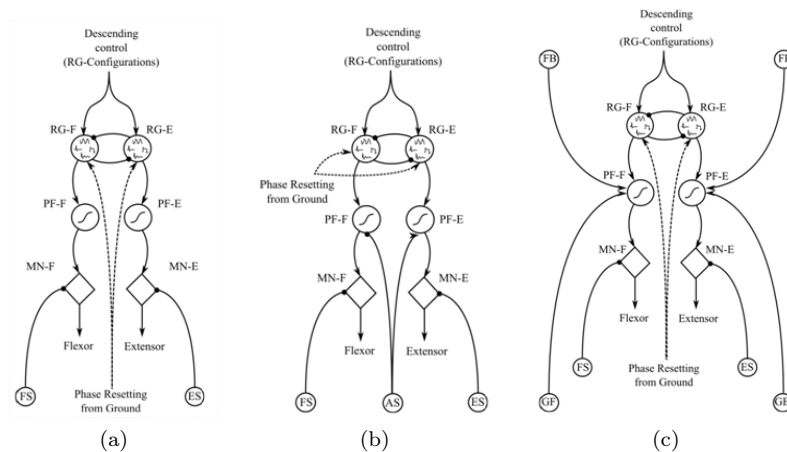 Descending
control
(RG-Configurations)
RG-F
RG-E
PF-F
PF-E
MN-F
MN-E
Flexor
Extensor
FS
Phase Resetting
from Ground
ES
(a)
Descending
control
(RG-Configurations)
RG-F
RG-E
Phase Resetting
from Ground
PF-F
PF-E
MN-F
MN-E
Flexor
Extensor
FS
AS
ES
(b)
Descending
control
(RG-Configurations)
FB
RG-F
RG-E
PF-F
PF-E
MN-F
MN-E
Flexor
Extensor
Phase Resetting
from Ground
FS
ES
GF
(c)